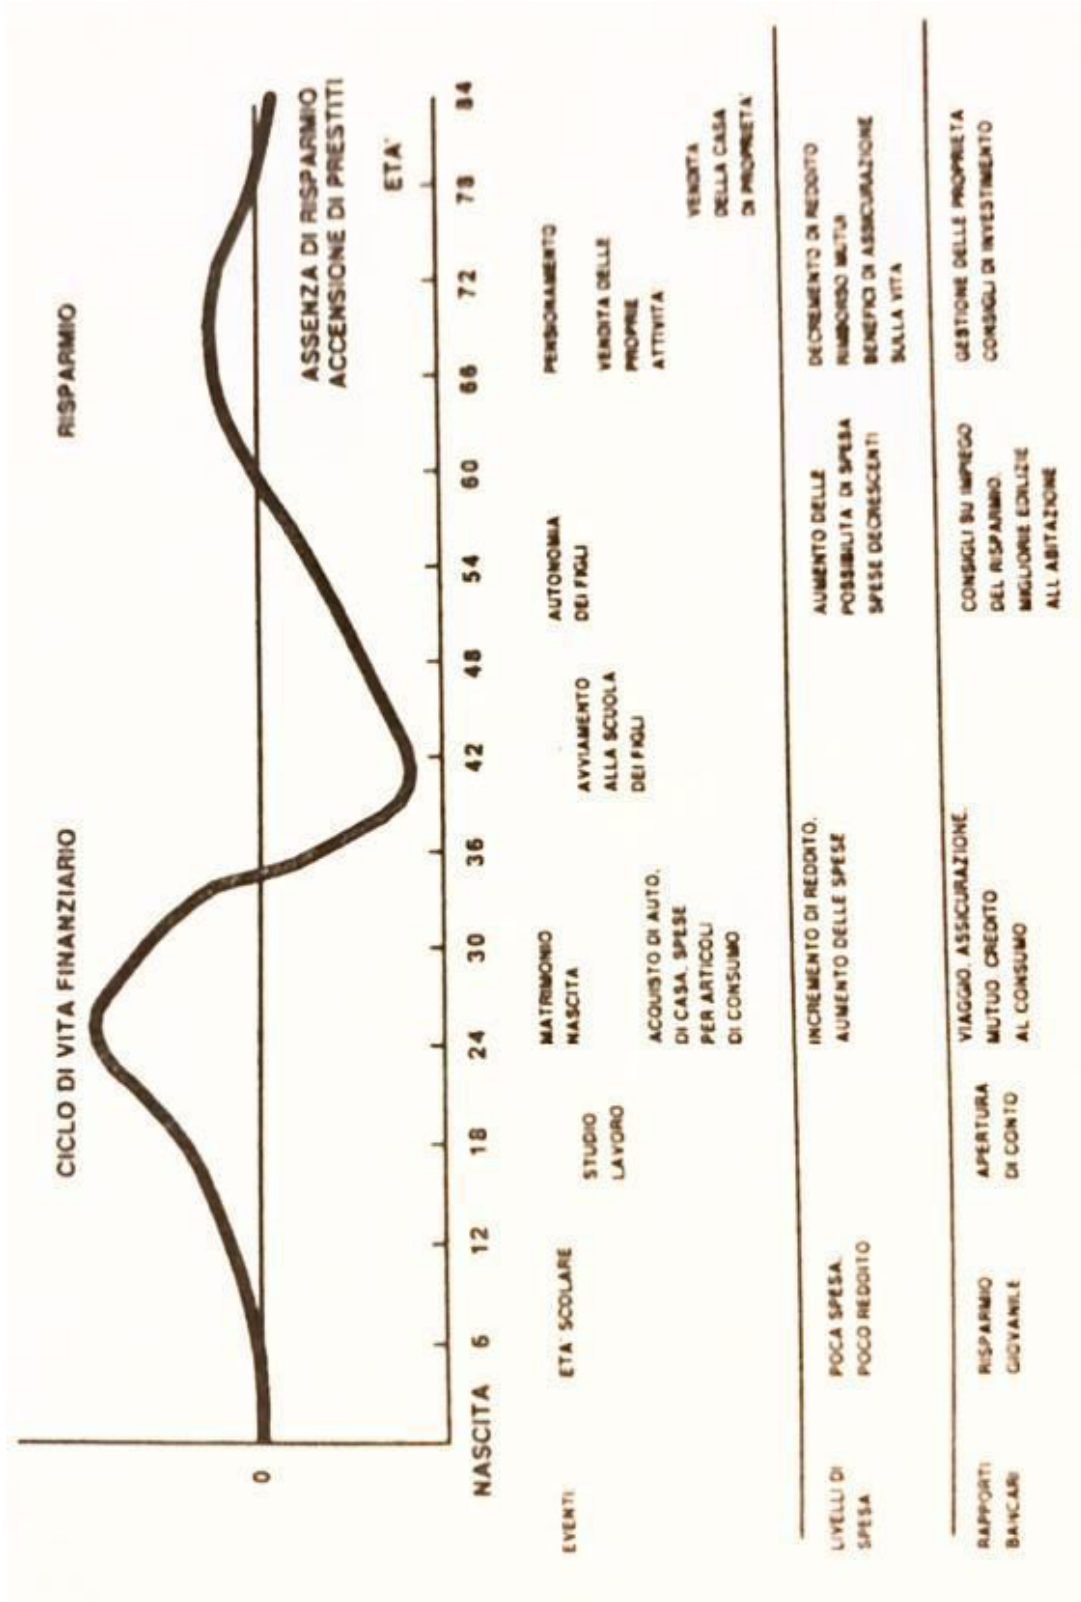 CICLO DI VITA FINANZIARIO
RISPARMIO
0
ASSENZA DI RISPARMIO
ACCENSIONE DI PRESTITI
ETA'
NASCITA 6 12 18 24 30 36 42 48 54 60 66 72 78 84
EVENTI
ETA' SCOLARE
STUDIO
LAVORO
MATRIMONIO
NASCITA
ACQUISTO DI AUTO,
DI CASA, SPESE
PER ARTICOLI
DI CONSUMO
AVVIAMENTO
ALLA SCUOLA
DEI FIGLI
AUTONOMIA
DEI FIGLI
PENSIONAMENTO
VENDITA DELLE
PROPRIE
ATTIVITA'
VENDITA
DELLA CASA
DI PROPRIETA'
LIVELLI DI
SPESA
POCA SPESA,
POCO REDDITO
INCREMENTO DI REDDITO,
AUMENTO DELLE SPESE
AUMENTO DELLE
POSSIBILITA DI SPESA
SPESE DECRESCENTI
DECREMENTO DI REDDITO
RIMBORSO MUTUI
BENEFICI DI ASSICURAZIONE
SULLA VITA
RAPPORTI
BANCARI
RISPARMIO
GIOVANILE
APERTURA
DI CONTO
VIAGGIO, ASSICURAZIONE,
MUTUO, CREDITO
AL CONSUMO
CONSIGLI SU IMPIEGO
DEL RISPARMIO,
MIGLIORIE EDILIZIE
ALL ABITAZIONE
GESTIONE DELLE PROPRIETA
CONSIGLI DI INVESTIMENTO